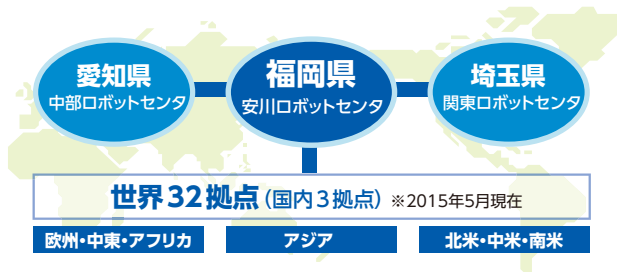 愛知県
中部ロボットセンタ
福岡県
安川ロボットセンタ
埼玉県
関東ロボットセンタ
世界32拠点(国内3拠点) ※2015年5月現在
欧州・中東・アフリカ
アジア
北米・中米・南米